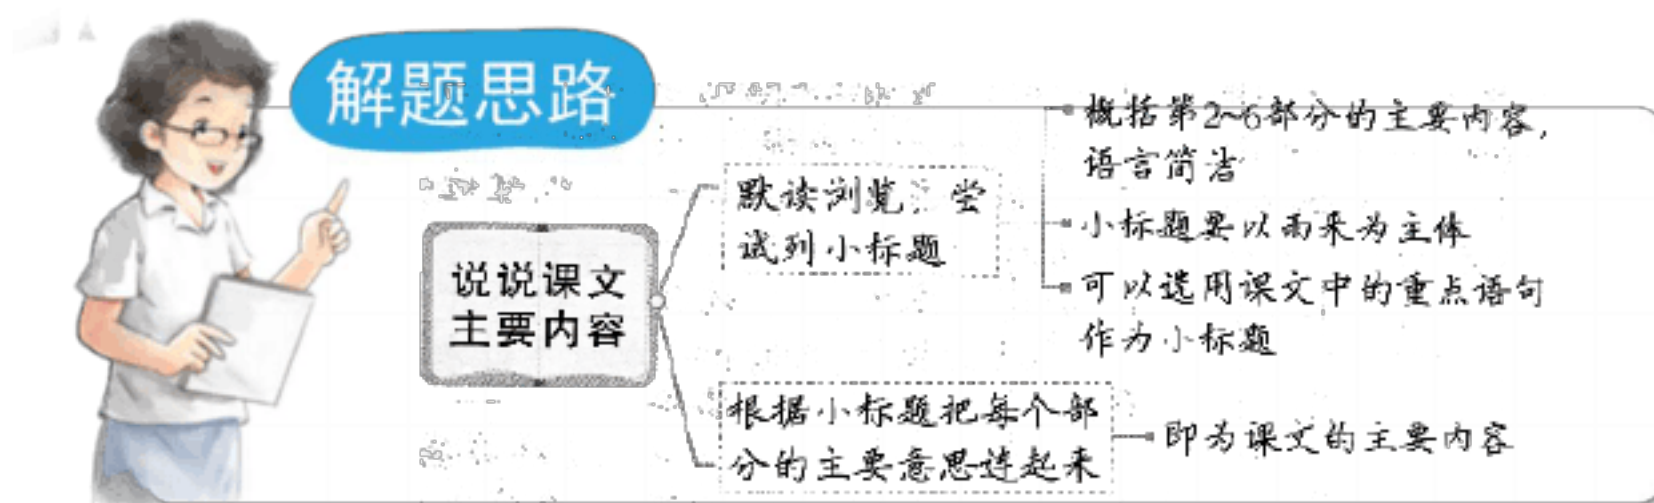 解题思路
说说课文
主要内容
默读浏览，尝
试列小标题
概括第2~6部分的主要内容，
语言简洁
小标题要以雨来为主体
可以选用课文中的重点语句
作为小标题
根据小标题把每个部
分的主要意思连起来
即为课文的主要内容